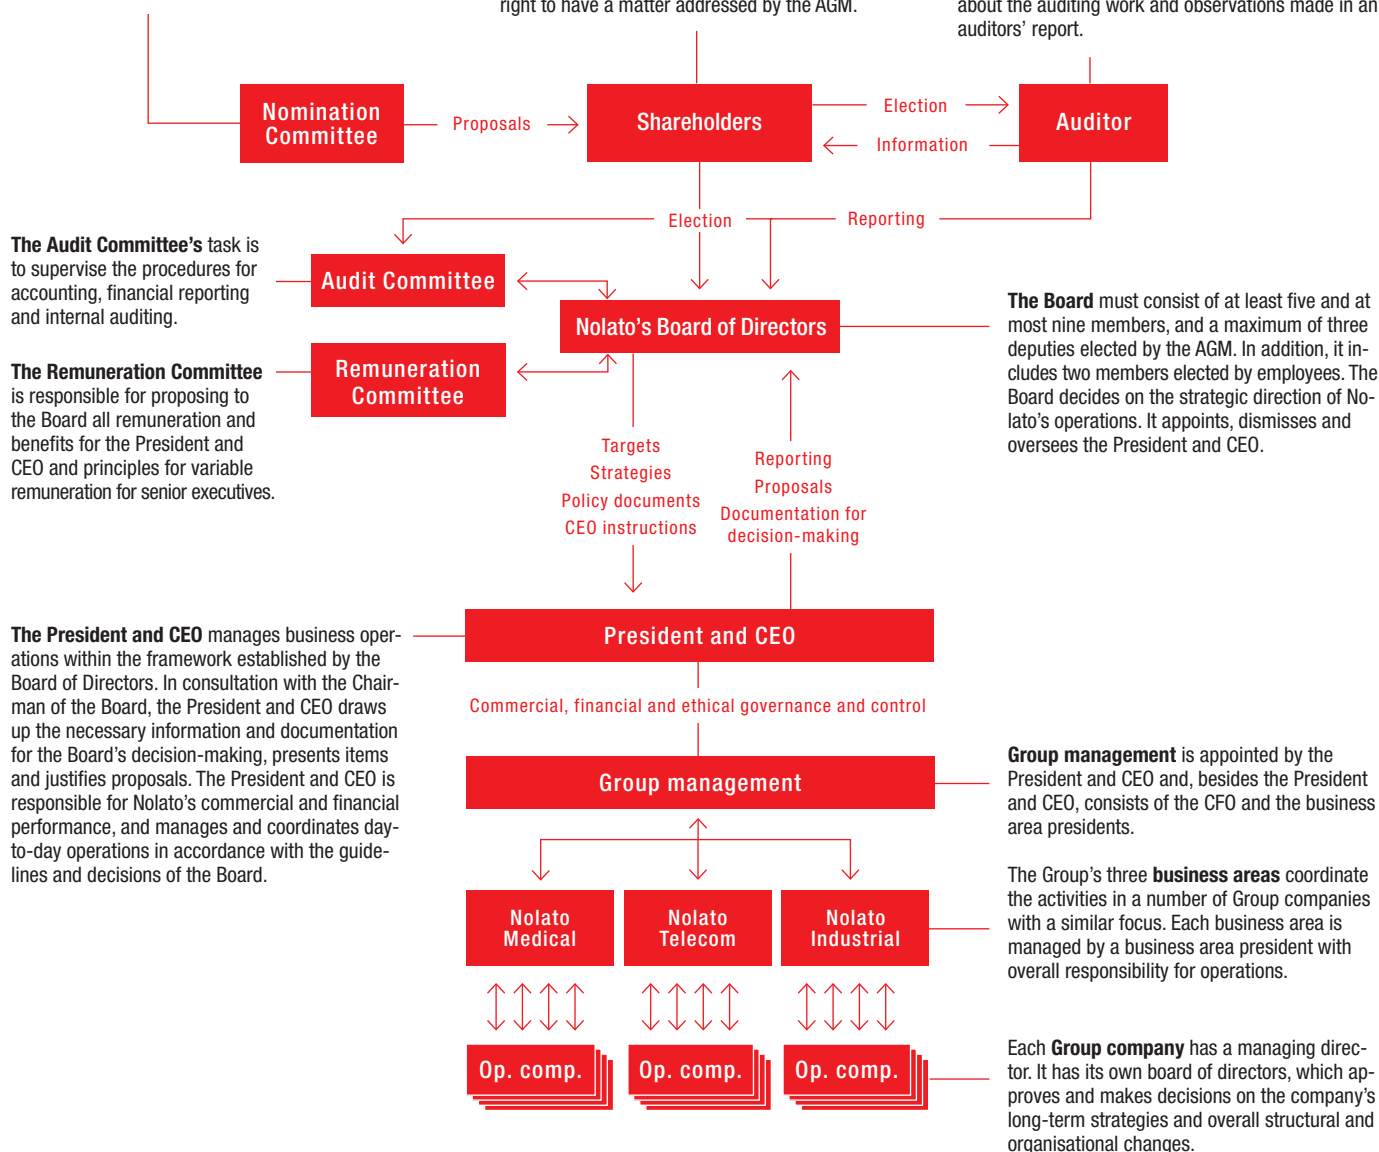 right to have a matter addressed by the AGM.
about the auditing work and observations made in an
auditors’ report.
Nomination
Committee
Proposals
Shareholders
Election
Information
Auditor
Election
Reporting
The Audit Committee’s task is
to supervise the procedures for
accounting, financial reporting
and internal auditing.
Audit Committee
Nolato’s Board of Directors
The Board must consist of at least five and at
most nine members, and a maximum of three
deputies elected by the AGM. In addition, it in-
cludes two members elected by employees. The
Board decides on the strategic direction of No-
lato’s operations. It appoints, dismisses and
oversees the President and CEO.
The Remuneration Committee
is responsible for proposing to
the Board all remuneration and
benefits for the President and
CEO and principles for variable
remuneration for senior executives.
Remuneration
Committee
Targets
Strategies
Policy documents
CEO instructions
Reporting
Proposals
Documentation for
decision-making
The President and CEO manages business oper-
ations within the framework established by the
Board of Directors. In consultation with the Chair-
man of the Board, the President and CEO draws
up the necessary information and documentation
for the Board’s decision-making, presents items
and justifies proposals. The President and CEO is
responsible for Nolato’s commercial and financial
performance, and manages and coordinates day-
to-day operations in accordance with the guide-
lines and decisions of the Board.
President and CEO
Commercial, financial and ethical governance and control
Group management
Group management is appointed by the
President and CEO and, besides the President
and CEO, consists of the CFO and the business
area presidents.
Nolato
Medical
Nolato
Telecom
Nolato
Industrial
The Group’s three business areas coordinate
the activities in a number of Group companies
with a similar focus. Each business area is
managed by a business area president with
overall responsibility for operations.
Op. comp.
Op. comp.
Op. comp.
Each Group company has a managing direc-
tor. It has its own board of directors, which ap-
proves and makes decisions on the company’s
long-term strategies and overall structural and
organisational changes.